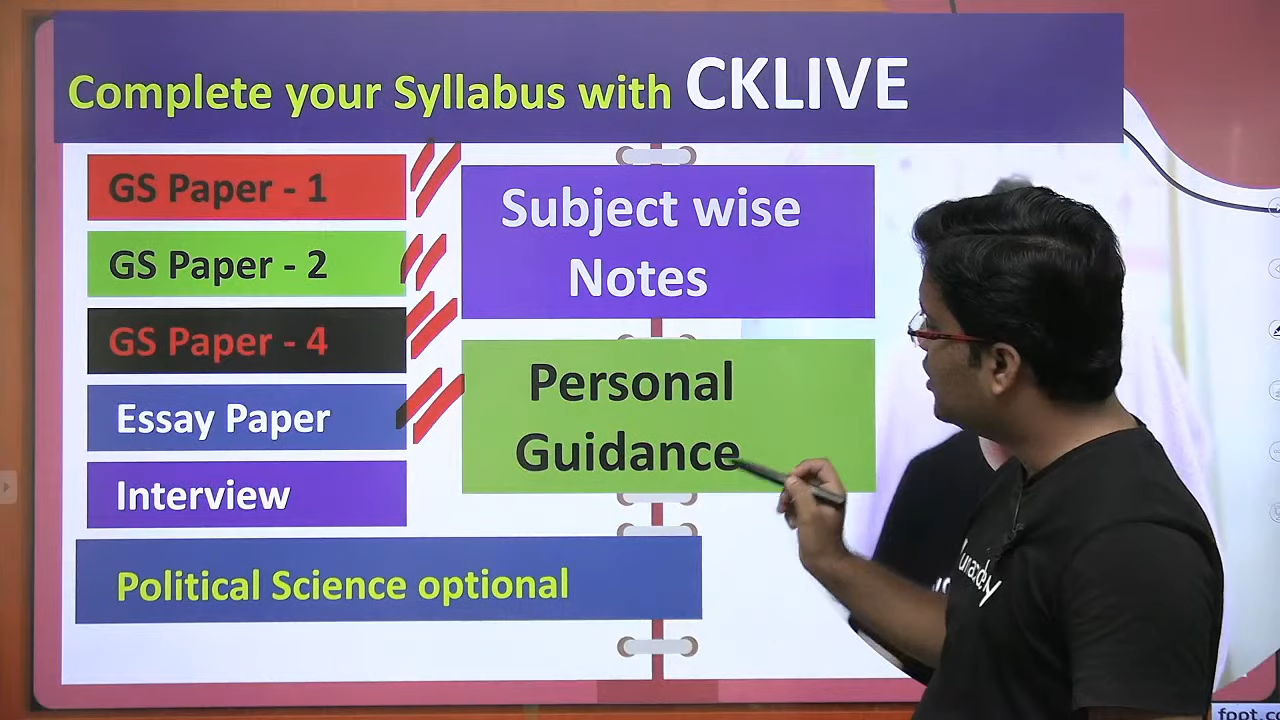 Complete your Syllabus with CKLIVE
GS Paper - 1
GS Paper - 2
GS Paper - 4
Essay Paper
Interview
Political Science optional
Subject wise
Notes
Personal
Guidance